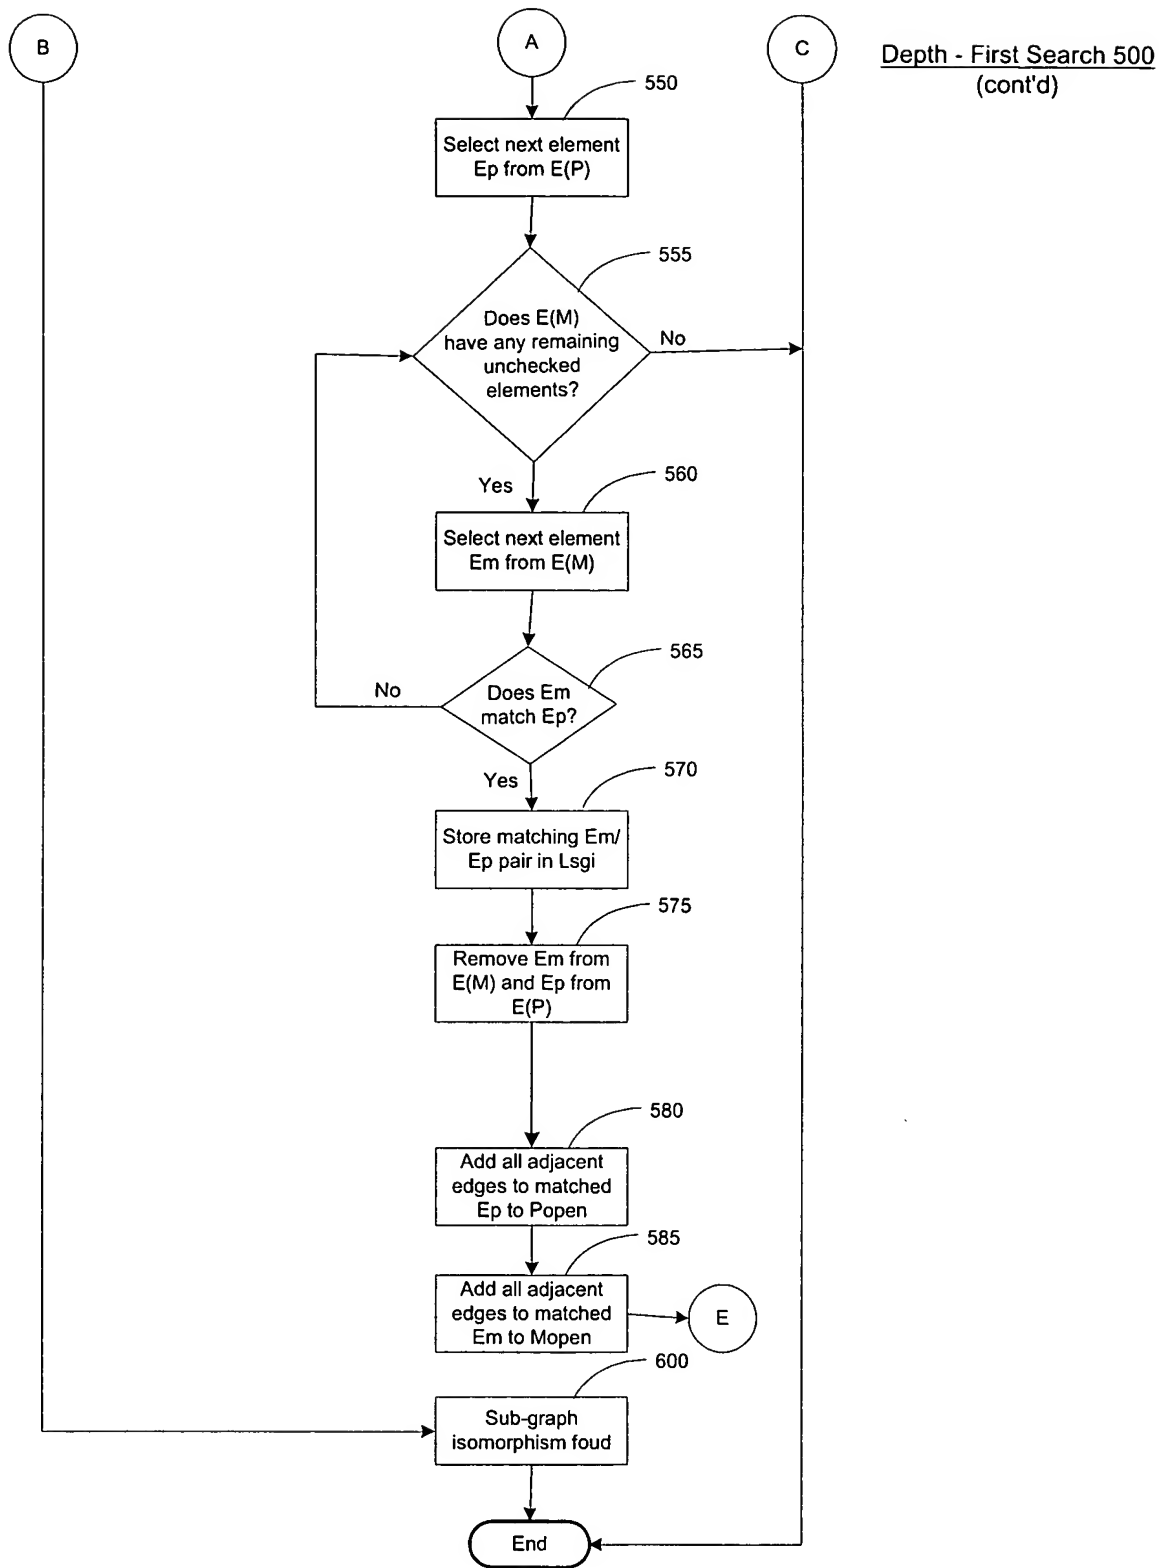 B
A
C
Depth - First Search 500
(cont'd)
550
Select next element
Ep from E(P)
555
Does E(M)
have any remaining
unchecked
elements?
No
Yes
560
Select next element
Em from E(M)
565
Does Em
match Ep?
No
Yes
570
Store matching Em/
Ep pair in Lsgi
575
Remove Em from
E(M) and Ep from
E(P)
580
Add all adjacent
edges to matched
Ep to Popen
585
Add all adjacent
edges to matched
Em to Mopen
E
600
Sub-graph
isomorphism foud
End